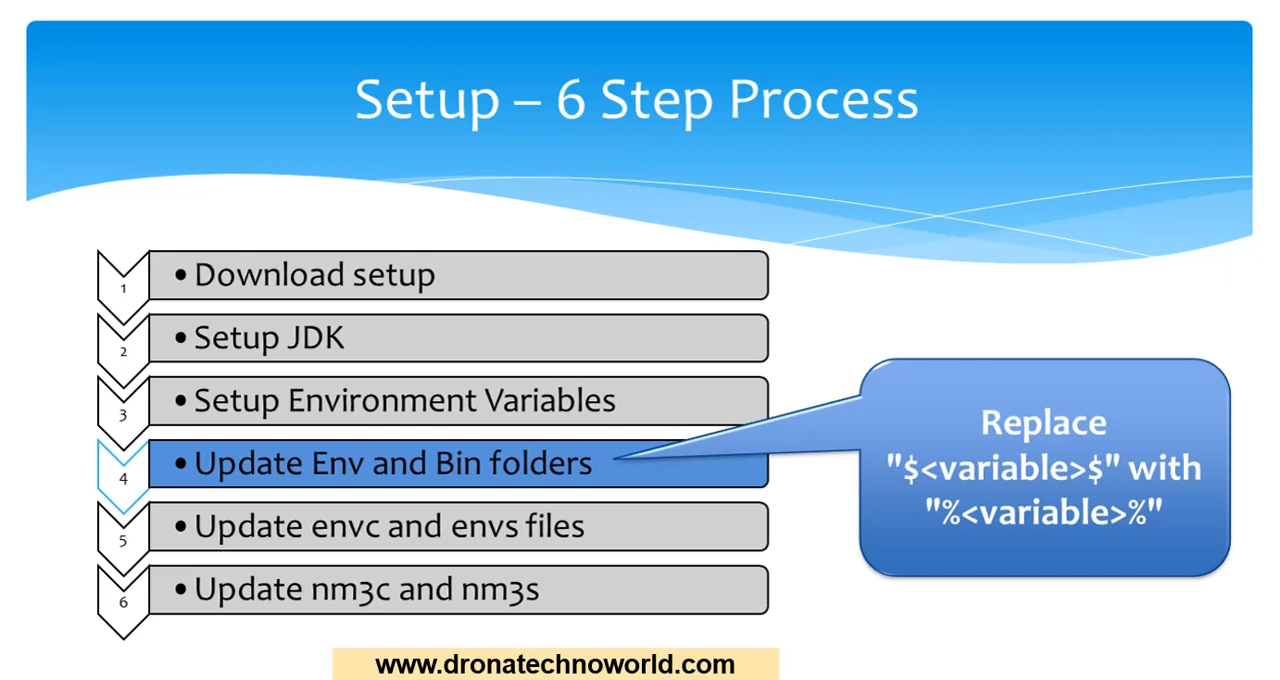 Setup – 6 Step Process
1 • Download setup
2 • Setup JDK
3 • Setup Environment Variables
4 • Update Env and Bin folders
5 • Update envc and envs files
6 • Update nm3c and nm3s
Replace
"$<variable>$" with
"%<variable>%"
www.dronatechnoworld.com